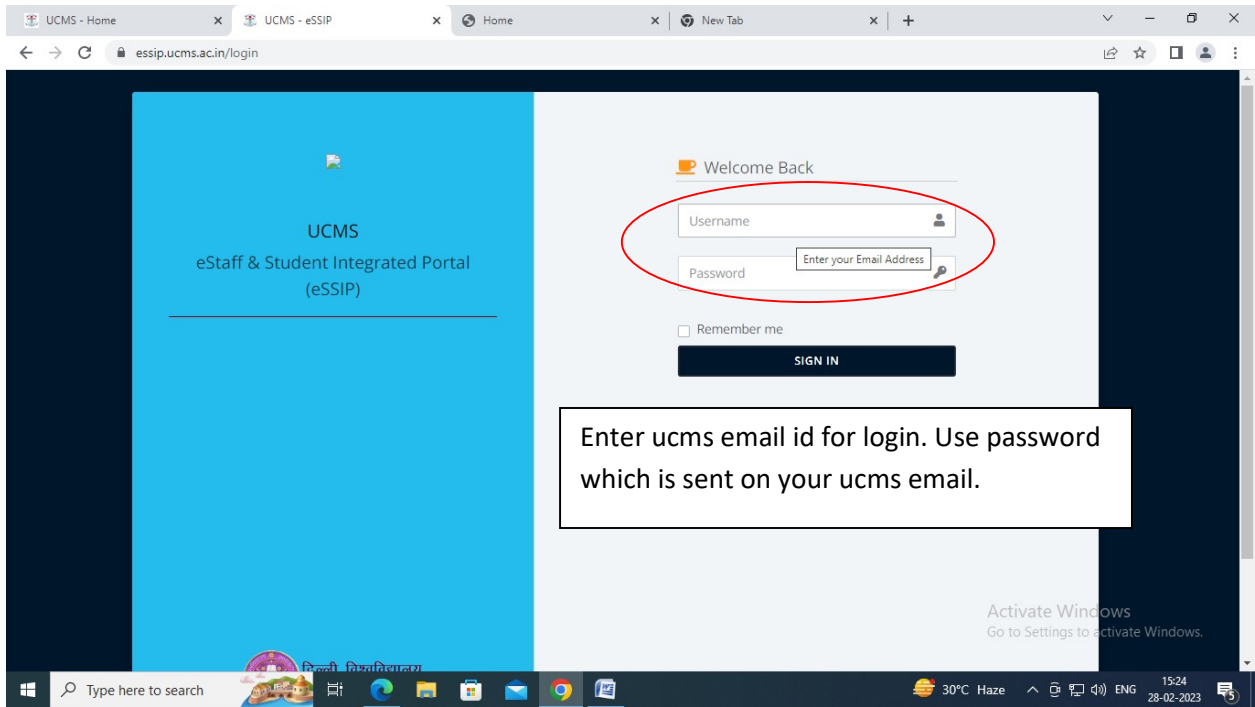 UCMS - Home
UCMS - eSSIP
Home
New Tab
essip.ucms.ac.in/login
UCMS
eStaff & Student Integrated Portal
(eSSIP)
Welcome Back
Username
Enter your Email Address
Password
Remember me
SIGN IN
Enter ucms email id for login. Use password
which is sent on your ucms email.
Activate Windows
Go to Settings to activate Windows.
दिल्ली विश्वविद्यालय
Type here to search
30°C Haze
ENG
15:24
28-02-2023
5